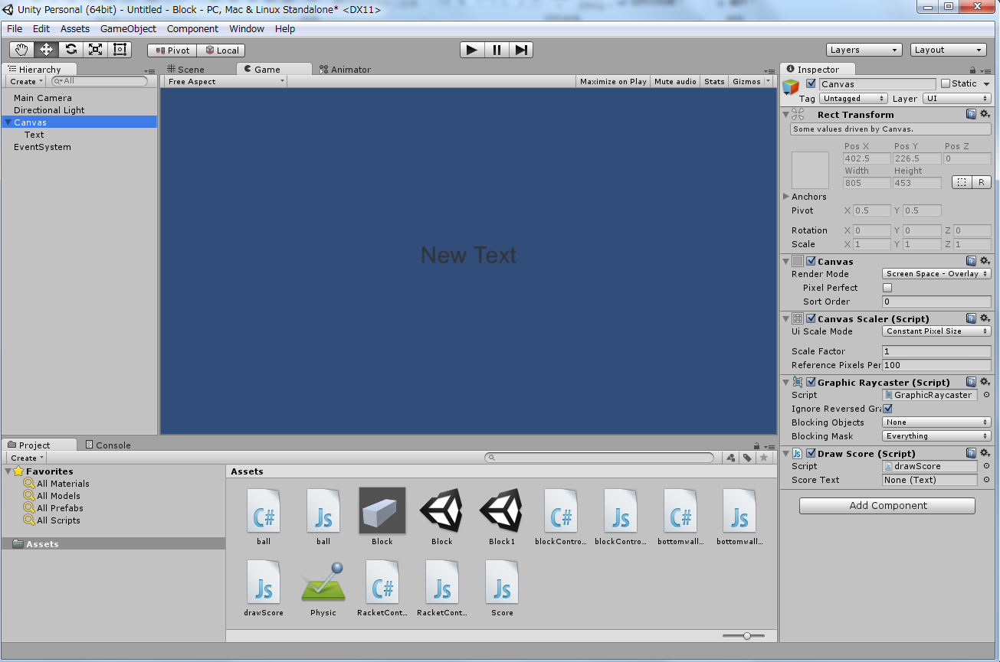 Unity Personal (64bit) - Untitled - Block - PC, Mac & Linux Standalone* <DX11>
File Edit Assets GameObject Component Window Help
Pivot Local Layers Layout
Hierarchy
Create All
Main Camera
Directional Light
Canvas
Text
EventSystem
Scene Game Animator
Free Aspect Maximize on Play Mute audio Stats Gizmos
New Text
Inspector
Canvas Static
Tag Untagged Layer UI
Rect Transform
Some values driven by Canvas.
Pos X Pos Y Pos Z
402.5 226.5 0
Width Height
805 453 R
Anchors
Pivot X 0.5 Y 0.5
Rotation X 0 Y 0 Z 0
Scale X 1 Y 1 Z 1
Canvas
Render Mode Screen Space - Overlay
Pixel Perfect
Sort Order 0
Canvas Scaler (Script)
Ui Scale Mode Constant Pixel Size
Scale Factor 1
Reference Pixels Per 100
Graphic Raycaster (Script)
Script GraphicRaycaster
Ignore Reversed Gra
Blocking Objects None
Blocking Mask Everything
Js Draw Score (Script)
Script drawScore
Score Text None (Text)
Add Component
Project Console
Create
Favorites
All Materials
All Models
All Prefabs
All Scripts
Assets
Assets
C# Js C# Js C# Js
ball ball Block Block Block1 blockContro... blockContro... bottomwall... bottomwall...
Js C# Js Js
drawScore Physic RacketCont... RacketCont... Score